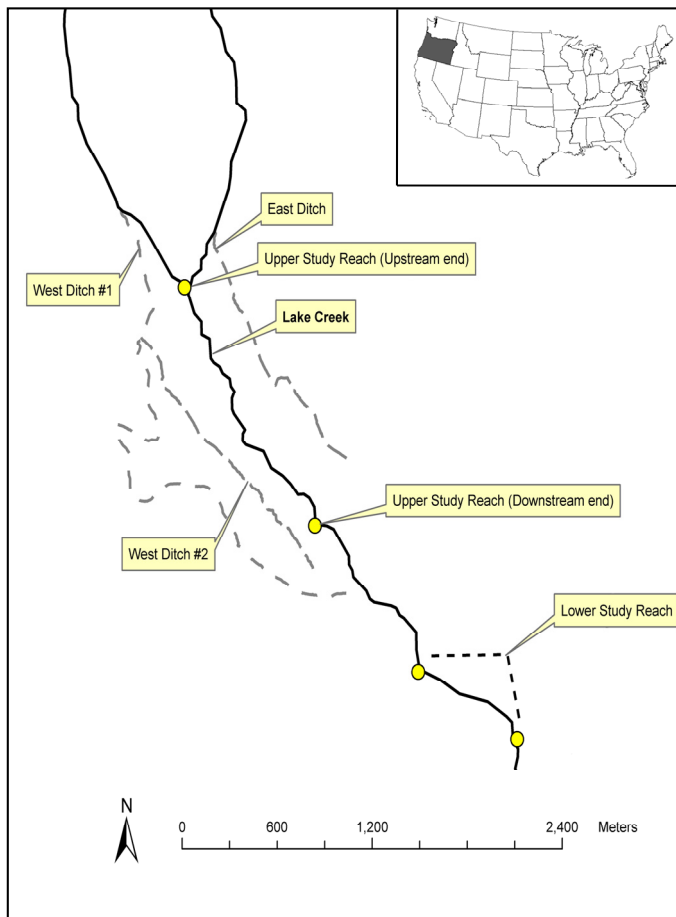 East Ditch
Upper Study Reach (Upstream end)
West Ditch #1
Lake Creek
Upper Study Reach (Downstream end)
West Ditch #2
Lower Study Reach
N
0 600 1,200 2,400 Meters